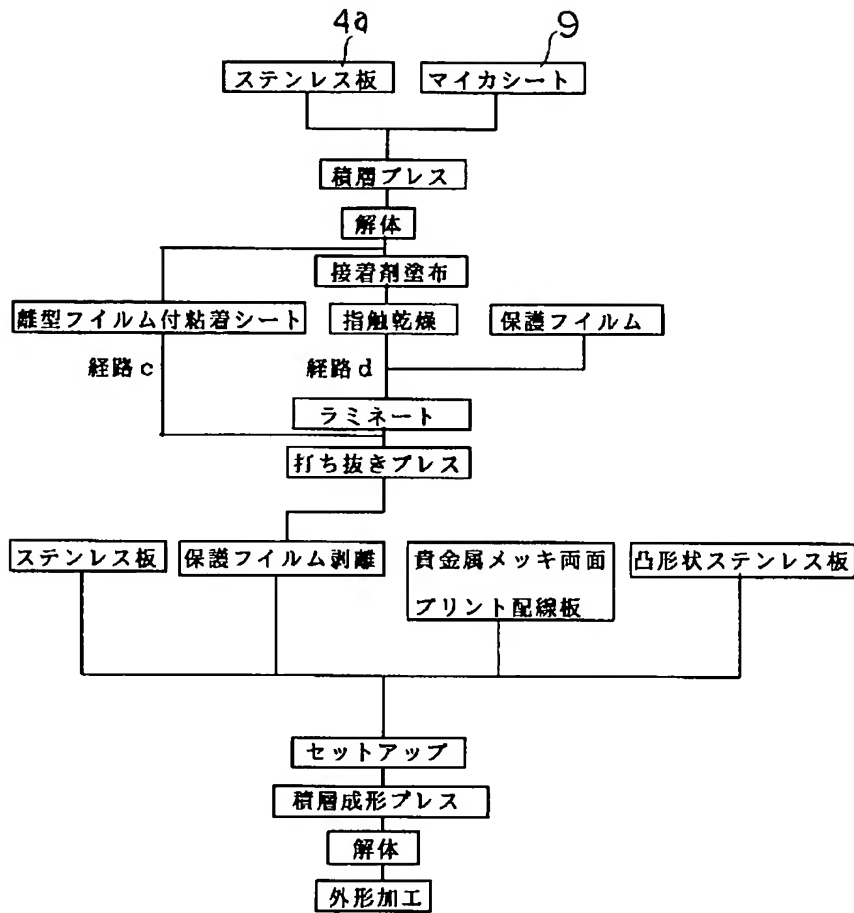 4a
9
ステンレス板
マイカシート
積層プレス
解体
接着剤塗布
離型フイルム付粘着シート
指触乾燥
保護フイルム
経路c
経路d
ラミネート
打ち抜きプレス
ステンレス板
保護フイルム剥離
貴金属メッキ両面
プリント配線板
凸形状ステンレス板
セットアップ
積層成形プレス
解体
外形加工